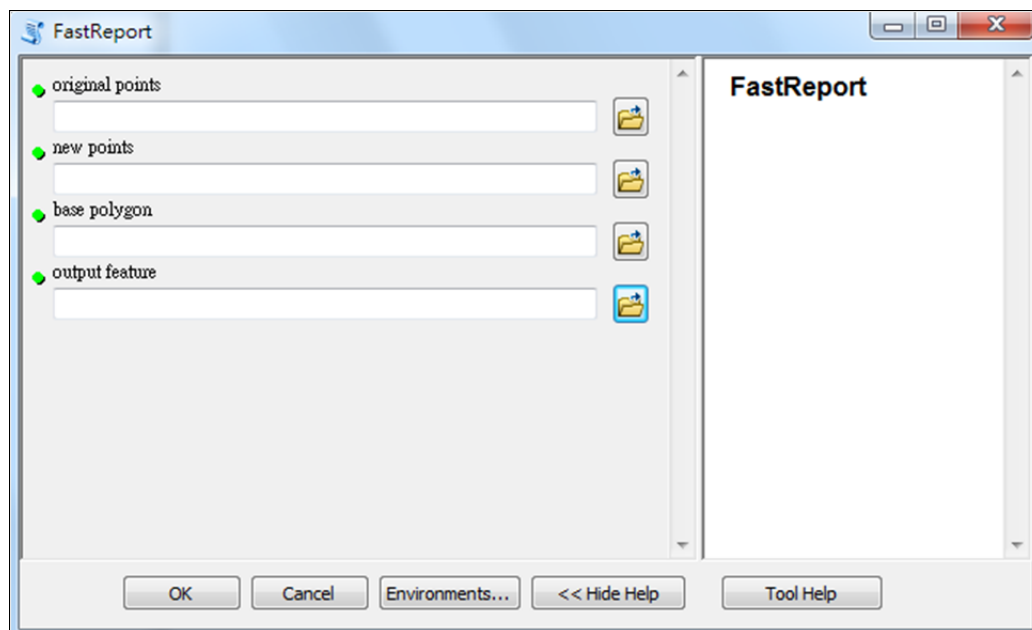 FastReport
original points
new points
base polygon
output feature
FastReport
OK
Cancel
Environments...
<< Hide Help
Tool Help